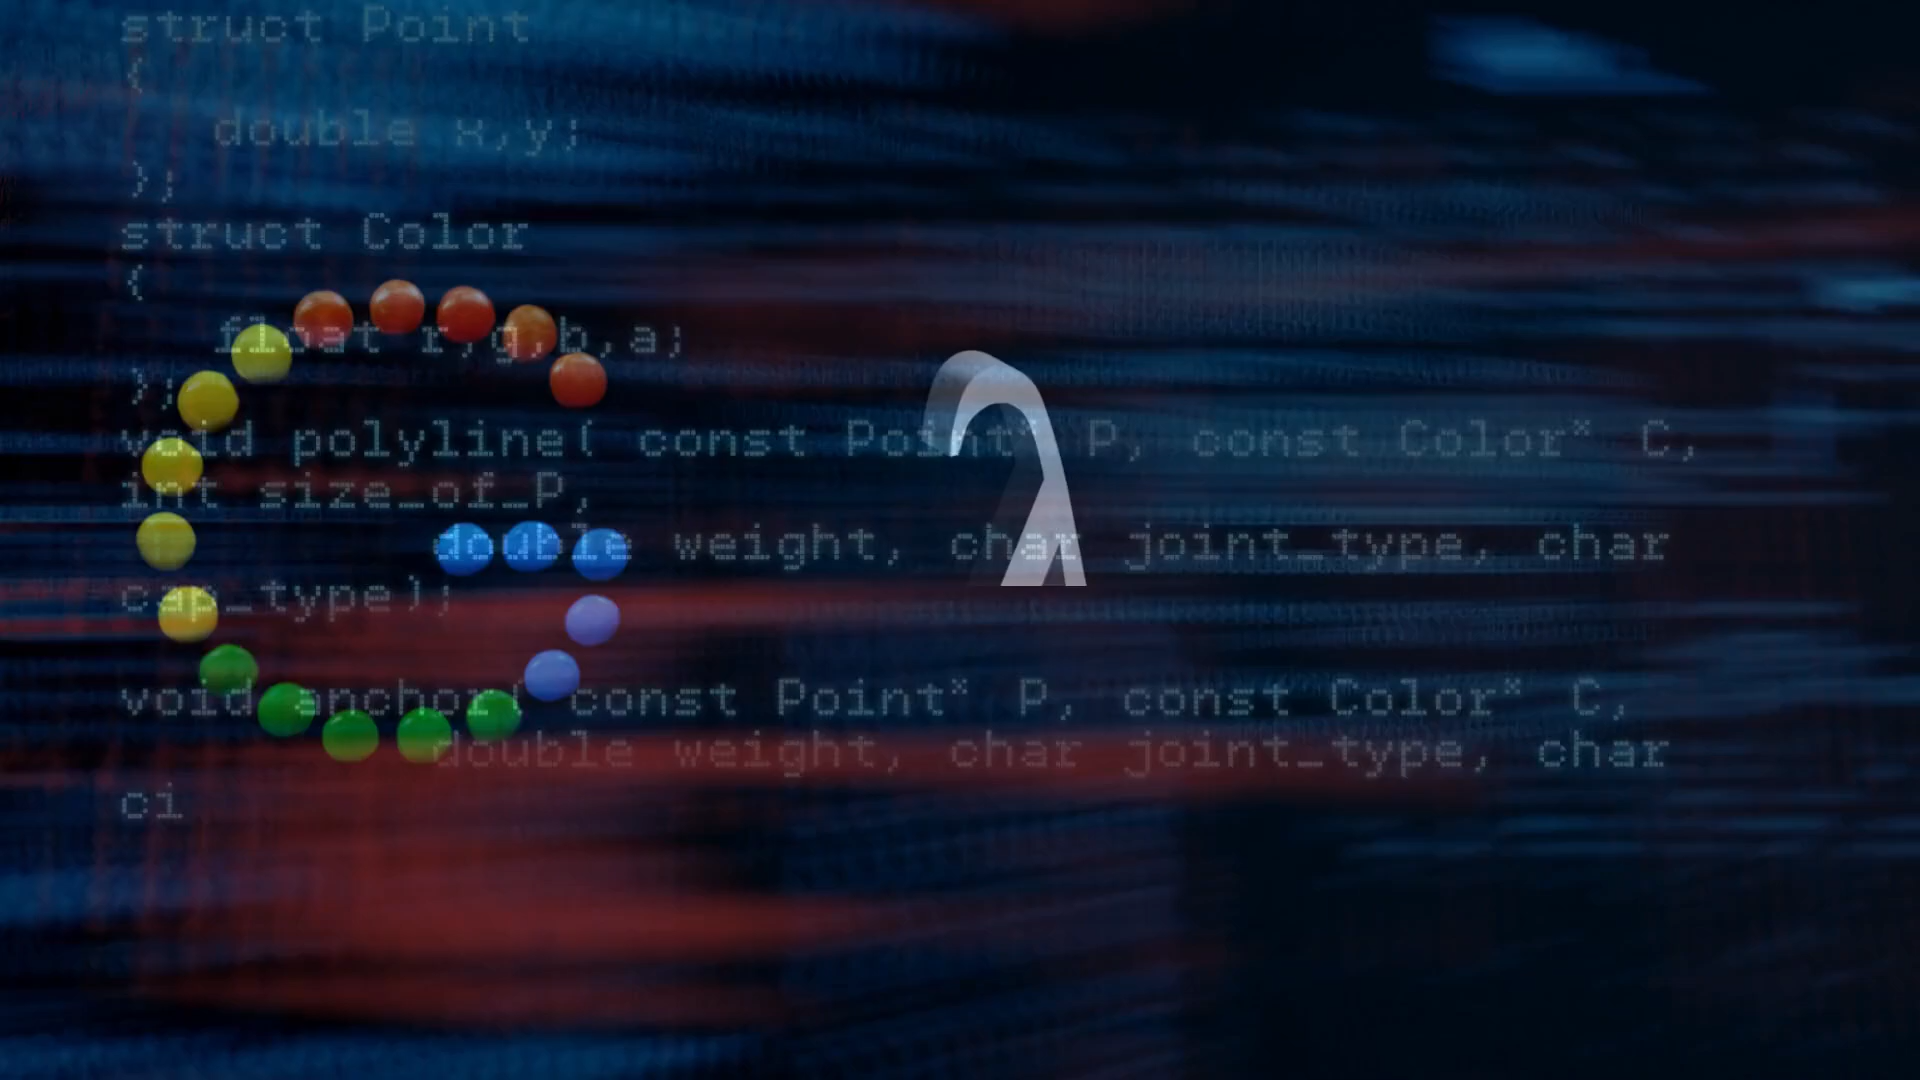 struct Point
{
double x,y;
};
struct Color
{
float r,g,b,a;
};
void polyline( const Point* P, const Color* C,
int size_of_P,
double weight, char joint_type, char
cap_type);
void anchor( const Point* P, const Color* C,
double weight, char joint_type, char
ci